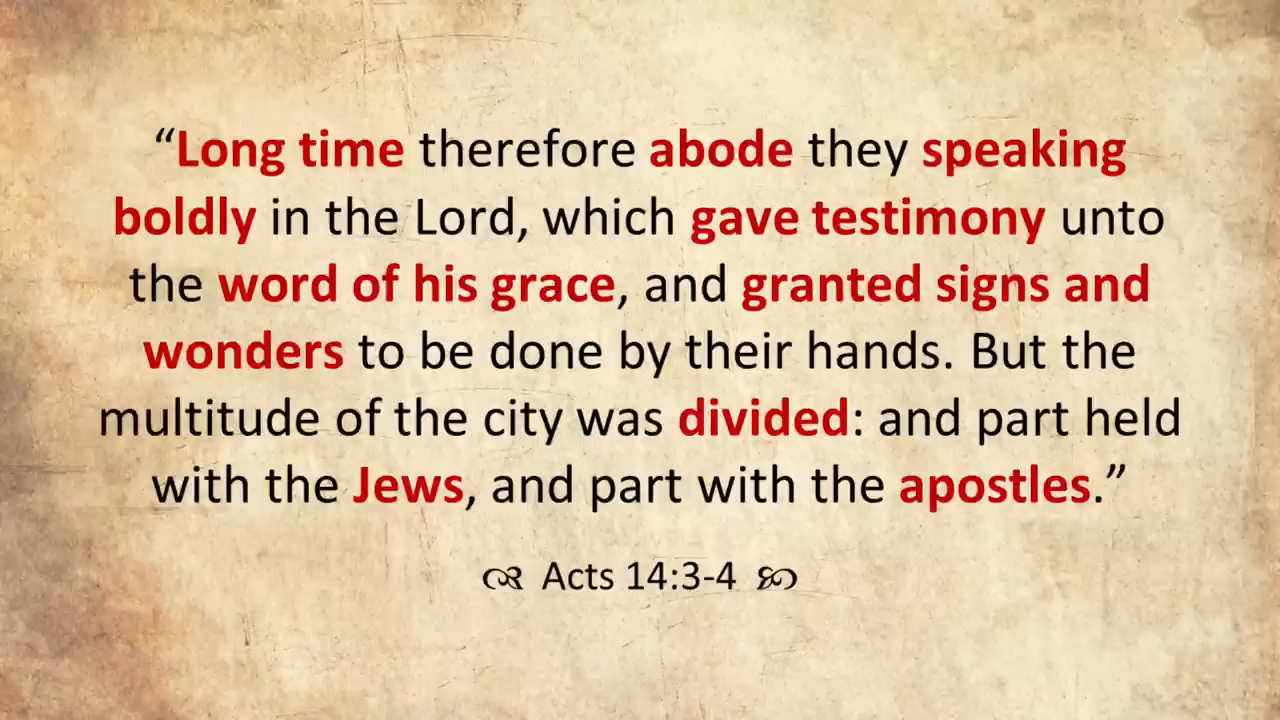 “Long time therefore abode they speaking
boldly in the Lord, which gave testimony unto
the word of his grace, and granted signs and
wonders to be done by their hands. But the
multitude of the city was divided: and part held
with the Jews, and part with the apostles.”
Acts 14:3-4